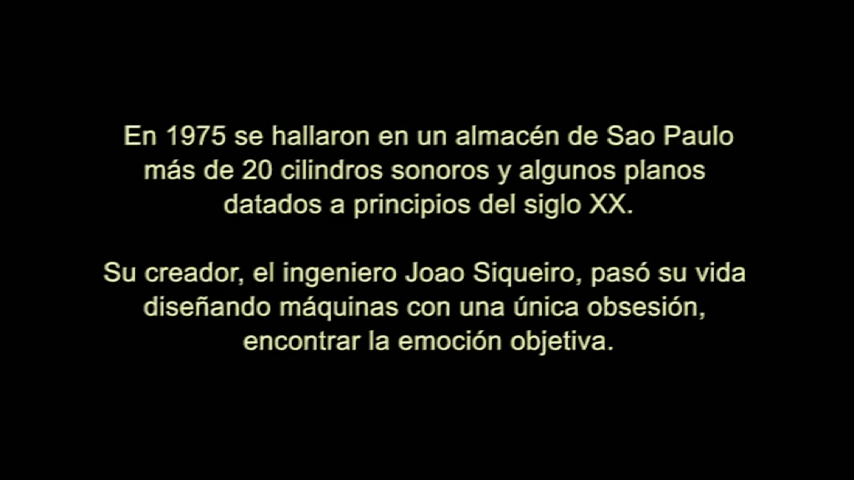 En 1975 se hallaron en un almacén de Sao Paulo
más de 20 cilindros sonoros y algunos planos
datados a principios del siglo XX.
Su creador, el ingeniero Joao Siqueiro, pasó su vida
diseñando máquinas con una única obsesión,
encontrar la emoción objetiva.